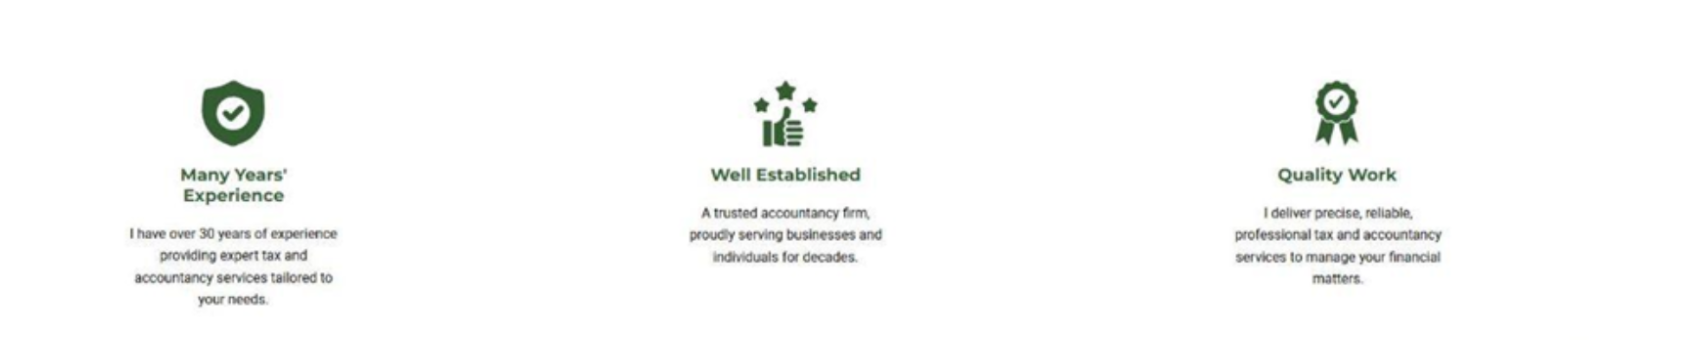 Many Years'
Experience
I have over 30 years of experience
providing expert tax and
accountancy services tailored to
your needs.
Well Established
A trusted accountancy firm,
proudly serving businesses and
individuals for decades.
Quality Work
I deliver precise, reliable,
professional tax and accountancy
services to manage your financial
matters.